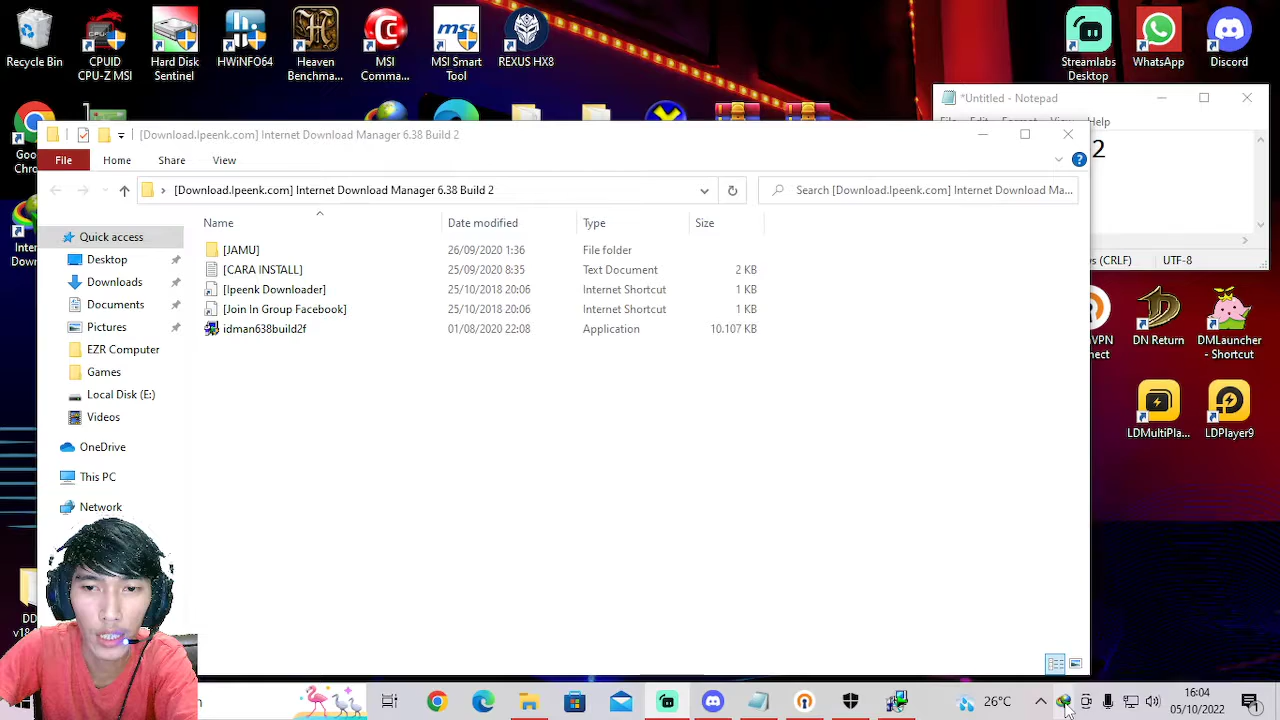 Recycle Bin
CPUID CPU-Z MSI
Hard Disk Sentinel
HWiNFO64
Heaven Benchma...
MSI Kombustor
MSI Smart Tool
REXUS HX8
Streamlabs
WhatsApp
Discord
*Untitled - Notepad
Help
2
(CRLF)
UTF-8
[Download.Ipeenk.com] Internet Download Manager 6.38 Build 2
File
Home
Share
View
[Download.Ipeenk.com] Internet Download Manager 6.38 Build 2
Search [Download.Ipeenk.com] Internet Download Ma...
Name
Date modified
Type
Size
[JAMU] 26/09/2020 1:36 File folder
[CARA INSTALL] 25/09/2020 8:35 Text Document 2 KB
[Ipeenk Downloader] 25/10/2018 20:06 Internet Shortcut 1 KB
[Join In Group Facebook] 25/10/2018 20:06 Internet Shortcut 1 KB
idman638build2f 01/08/2020 22:08 Application 10.107 KB
Quick access
Desktop
Downloads
Documents
Pictures
EZR Computer
Games
Local Disk (E:)
Videos
OneDrive
This PC
Network
DN Return
DMLauncher - Shortcut
LDMultiPla...
LDPlayer9
26°C
16:04
05/10/2022
1